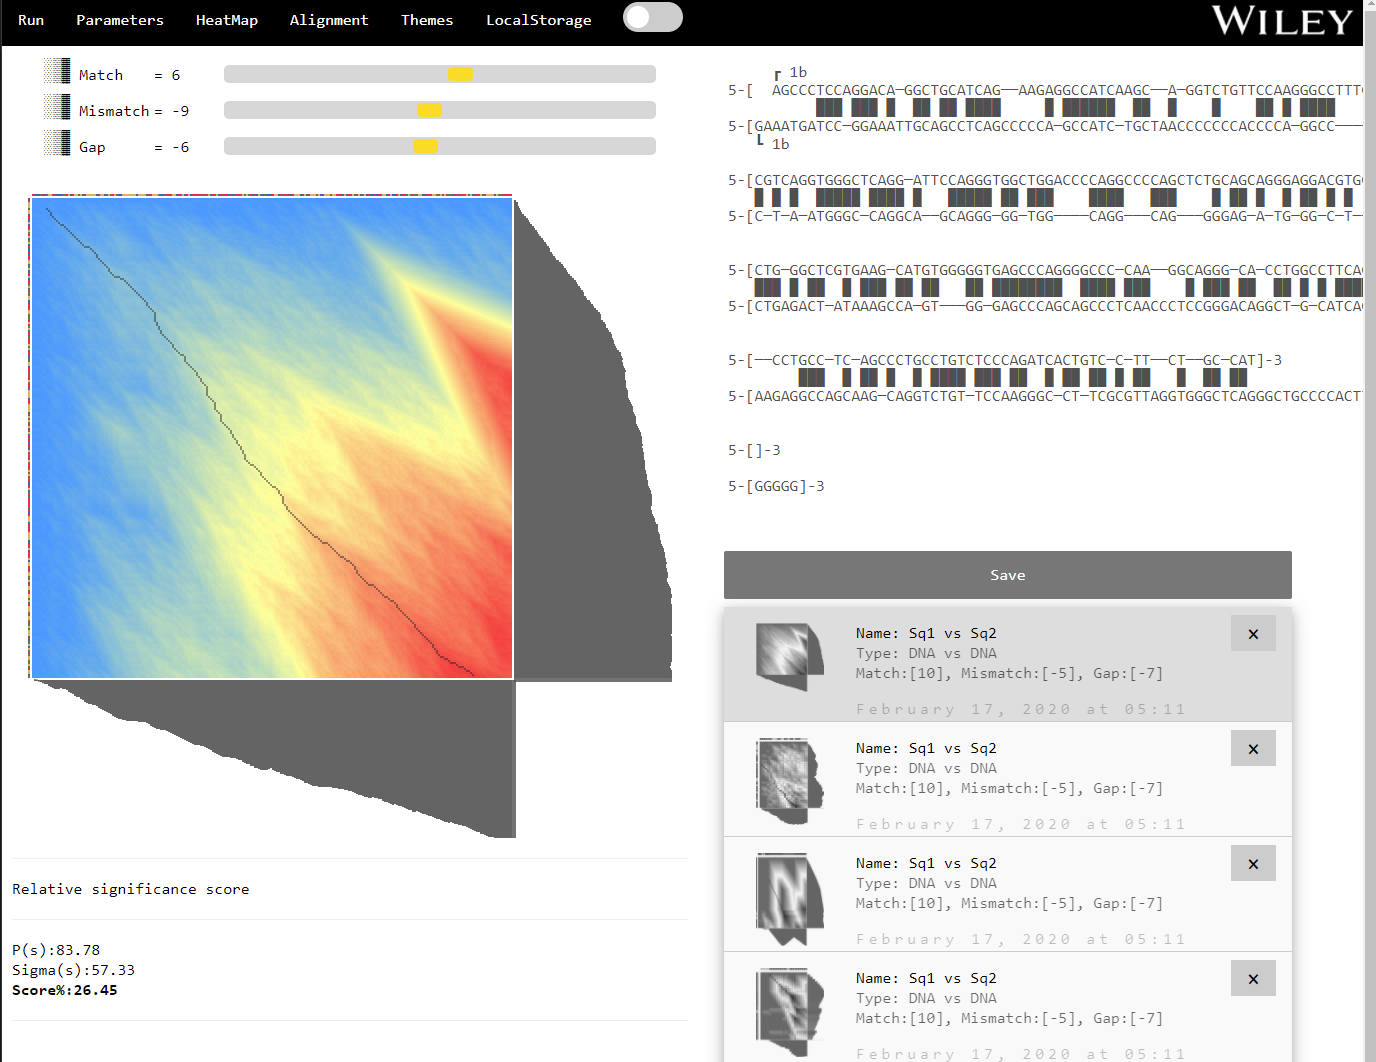 Run Parameters HeatMap Alignment Themes LocalStorage
WILEY
Match = 6
Mismatch = -9
Gap = -6
┏ 1b
5-[  AGCCCTCCAGGACA—GGCTGCATCAG——AAGAGGCCATCAAGC——A—GGTCTGTTCCAAGGGCCTTT
5-[GAAATGATCC—GGAAATTGCAGCCTCAGCCCCCA—GCCATC—TGCTAACCCCCCCACCCCA—GGCC———
┗ 1b
5-[CGTCAGGTGGGCTCAGG—ATTCCAGGGTGGCTGGACCCCAGGCCCCAGCTCTGCAGCAGGGAGGACGTG
5-[C—T—A—ATGGGC—CAGGCA——GCAGGG—GG—TGG————CAGG———CAG———GGGAG—A—TG—GG—C—T—
5-[CTG—GGCTCGTGAAG—CATGTGGGGGTGAGCCCAGGGGCCC—CAA——GGCAGGG—CA—CCTGGCCTTCA
5-[CTGAGACT—ATAAAGCCA—GT———GG—GAGCCCAGCAGCCCTCAACCCTCCGGGACAGGCT—G—CATCA
5-[——CCTGCC—TC—AGCCCTGCCTGTCTCCCAGATCACTGTC—C—TT——CT——GC—CAT]-3
5-[AAGAGGCCAGCAAG—CAGGTCTGT—TCCAAGGGC—CT—TCGCGTTAGGTGGGCTCAGGGCTGCCCCACT
5-[]-3
5-[GGGGG]-3
Save
Name: Sq1 vs Sq2
Type: DNA vs DNA
Match:[10], Mismatch:[-5], Gap:[-7]
February 17, 2020 at 05:11
Name: Sq1 vs Sq2
Type: DNA vs DNA
Match:[10], Mismatch:[-5], Gap:[-7]
February 17, 2020 at 05:11
Name: Sq1 vs Sq2
Type: DNA vs DNA
Match:[10], Mismatch:[-5], Gap:[-7]
February 17, 2020 at 05:11
Name: Sq1 vs Sq2
Type: DNA vs DNA
Match:[10], Mismatch:[-5], Gap:[-7]
Relative significance score
P(s):83.78
Sigma(s):57.33
Score%:26.45